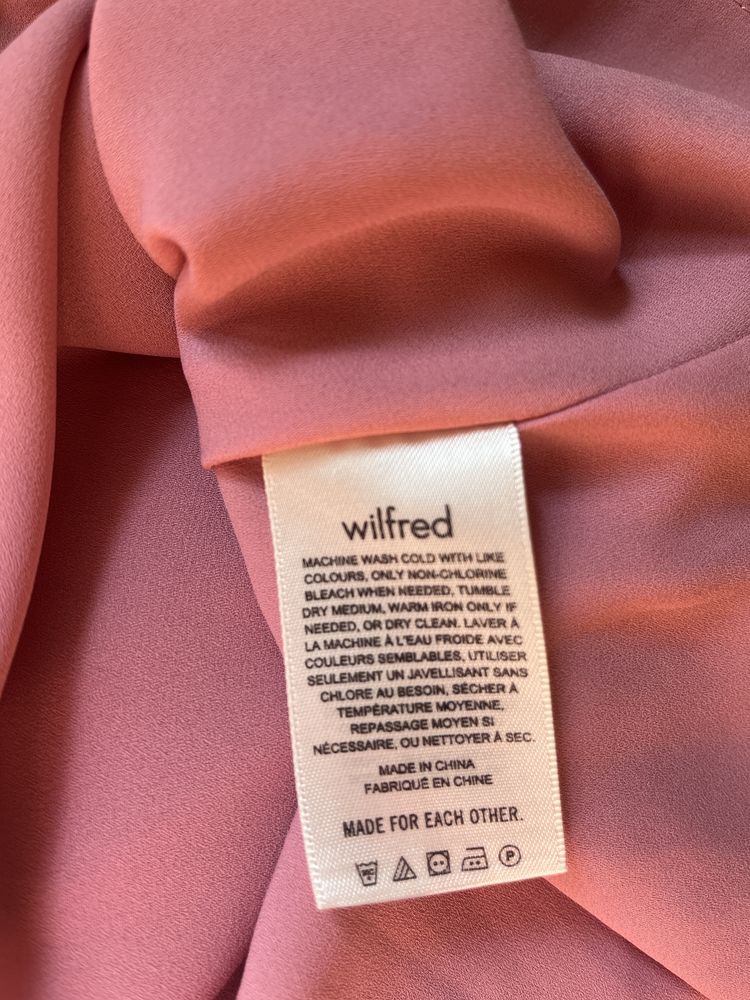 wilfred
MACHINE WASH COLD WITH LIKE
COLOURS, ONLY NON-CHLORINE
BLEACH WHEN NEEDED, TUMBLE
DRY MEDIUM, WARM IRON ONLY IF
NEEDED, OR DRY CLEAN. LAVER À
LA MACHINE À L'EAU FROIDE AVEC
COULEURS SEMBLABLES, UTILISER
SEULEMENT UN JAVELLISANT SANS
CHLORE AU BESOIN, SÉCHER À
TEMPÉRATURE MOYENNE,
REPASSAGE MOYEN SI
NÉCESSAIRE, OU NETTOYER À SEC.
MADE IN CHINA
FABRIQUÉ EN CHINE
MADE FOR EACH OTHER.
P